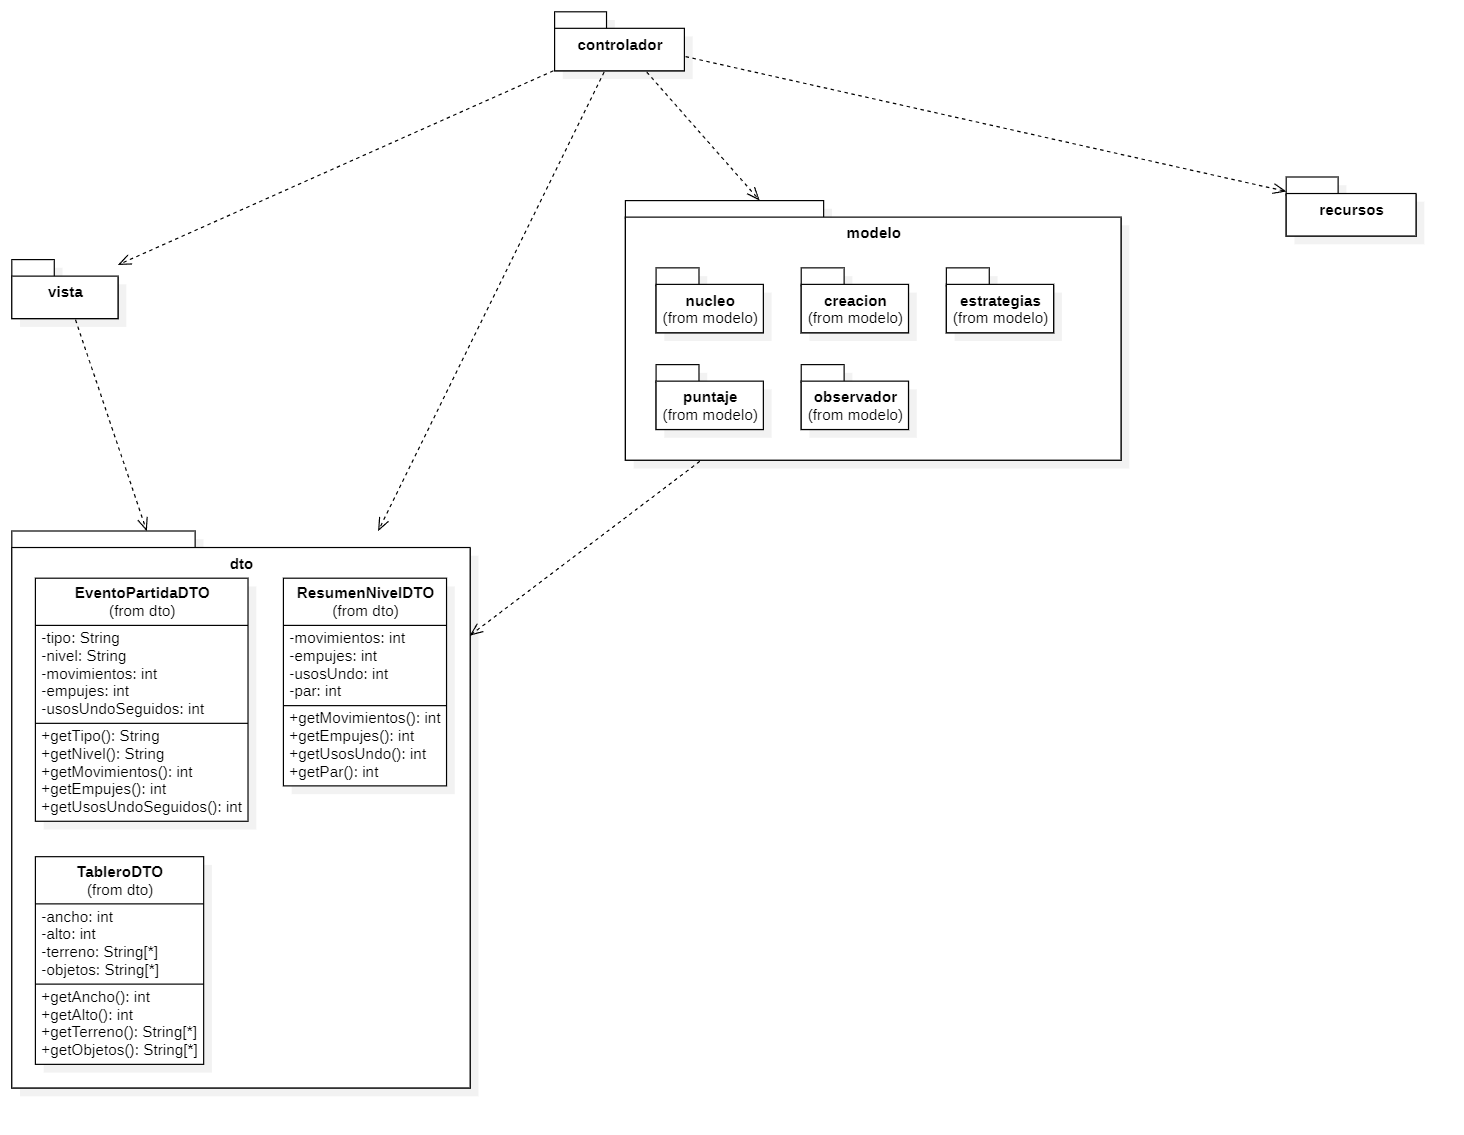 controlador
recursos
modelo
vista
nucleo
(from modelo)
creacion
(from modelo)
estrategias
(from modelo)
puntaje
(from modelo)
observador
(from modelo)
dto
EventoPartidaDTO
(from dto)
-tipo: String
-nivel: String
-movimientos: int
-empujes: int
-usosUndoSeguidos: int
+getTipo(): String
+getNivel(): String
+getMovimientos(): int
+getEmpujes(): int
+getUsosUndoSeguidos(): int
ResumenNivelDTO
(from dto)
-movimientos: int
-empujes: int
-usosUndo: int
-par: int
+getMovimientos(): int
+getEmpujes(): int
+getUsosUndo(): int
+getPar(): int
TableroDTO
(from dto)
-ancho: int
-alto: int
-terreno: String[*]
-objetos: String[*]
+getAncho(): int
+getAlto(): int
+getTerreno(): String[*]
+getObjetos(): String[*]